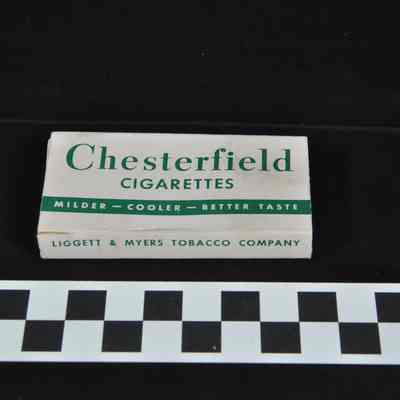 Chesterfield
CIGARETTES
MILDER — COOLER — BETTER TASTE
LIGGETT & MYERS TOBACCO COMPANY